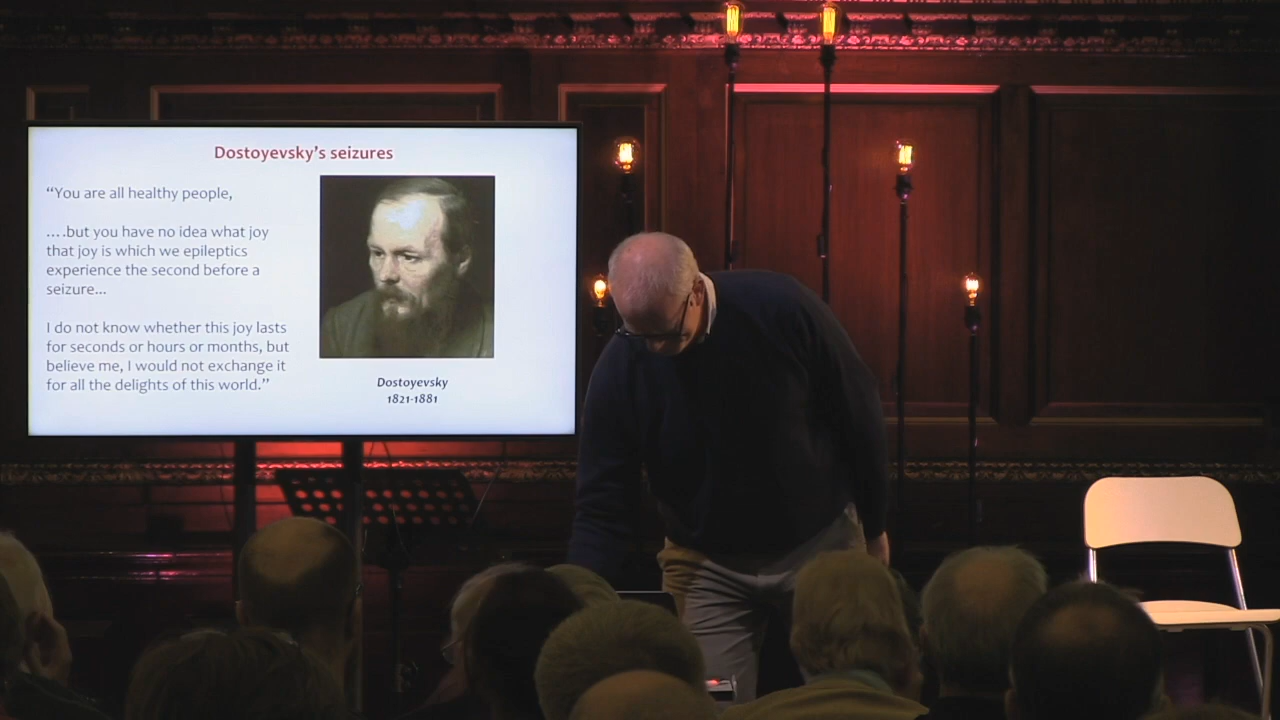 Dostoyevsky's seizures
“You are all healthy people,
….but you have no idea what joy
that joy is which we epileptics
experience the second before a
seizure...
I do not know whether this joy lasts
for seconds or hours or months, but
believe me, I would not exchange it
for all the delights of this world.”
Dostoyevsky
1821-1881